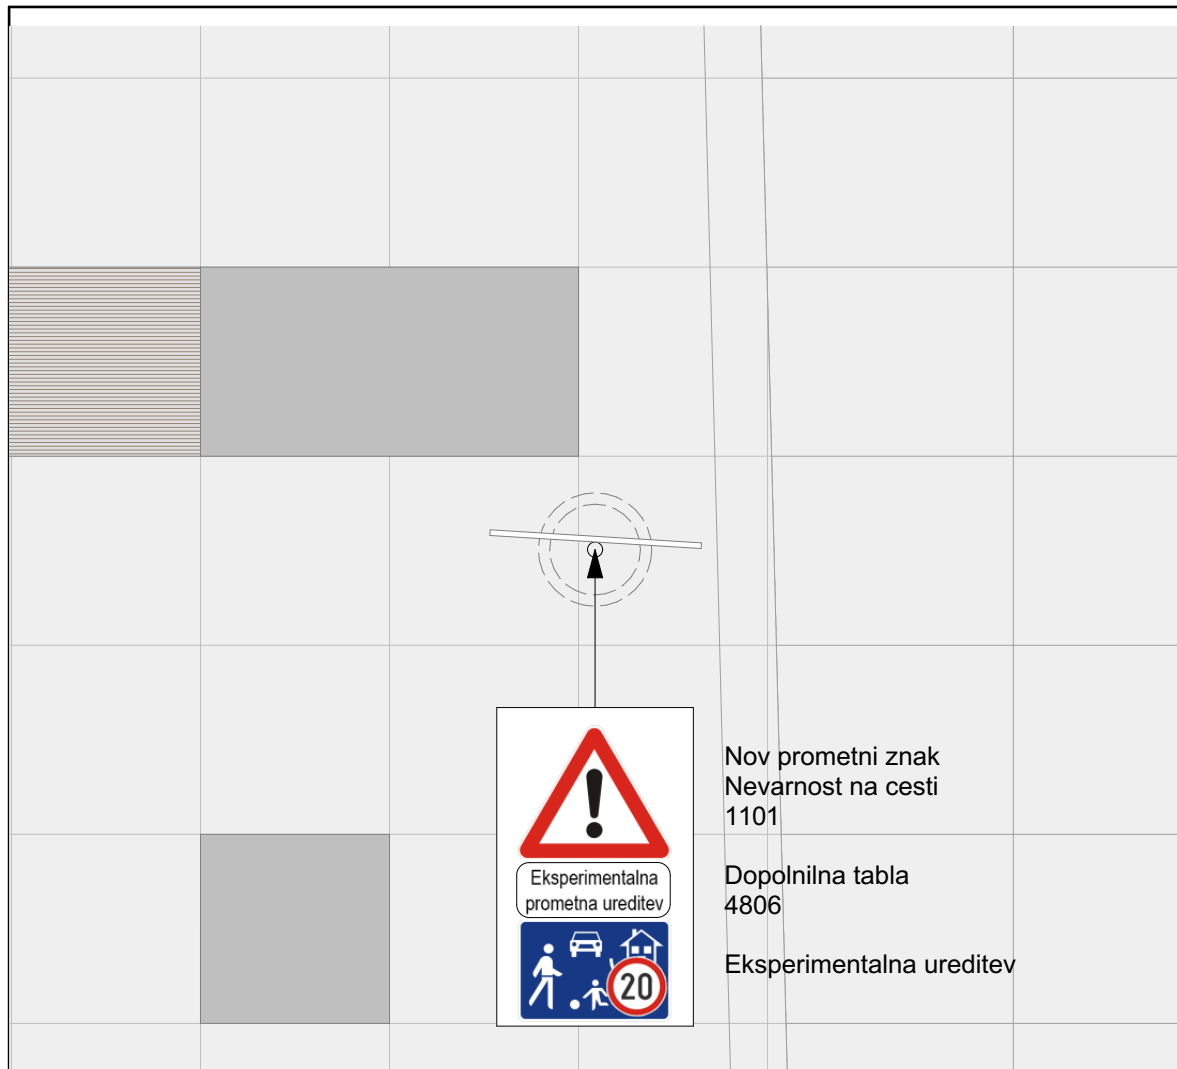 Nov prometni znak
Nevarnost na cesti
1101
Dopolnilna tabla
4806
Eksperimentalna ureditev
Eksperimentalna
prometna ureditev
20